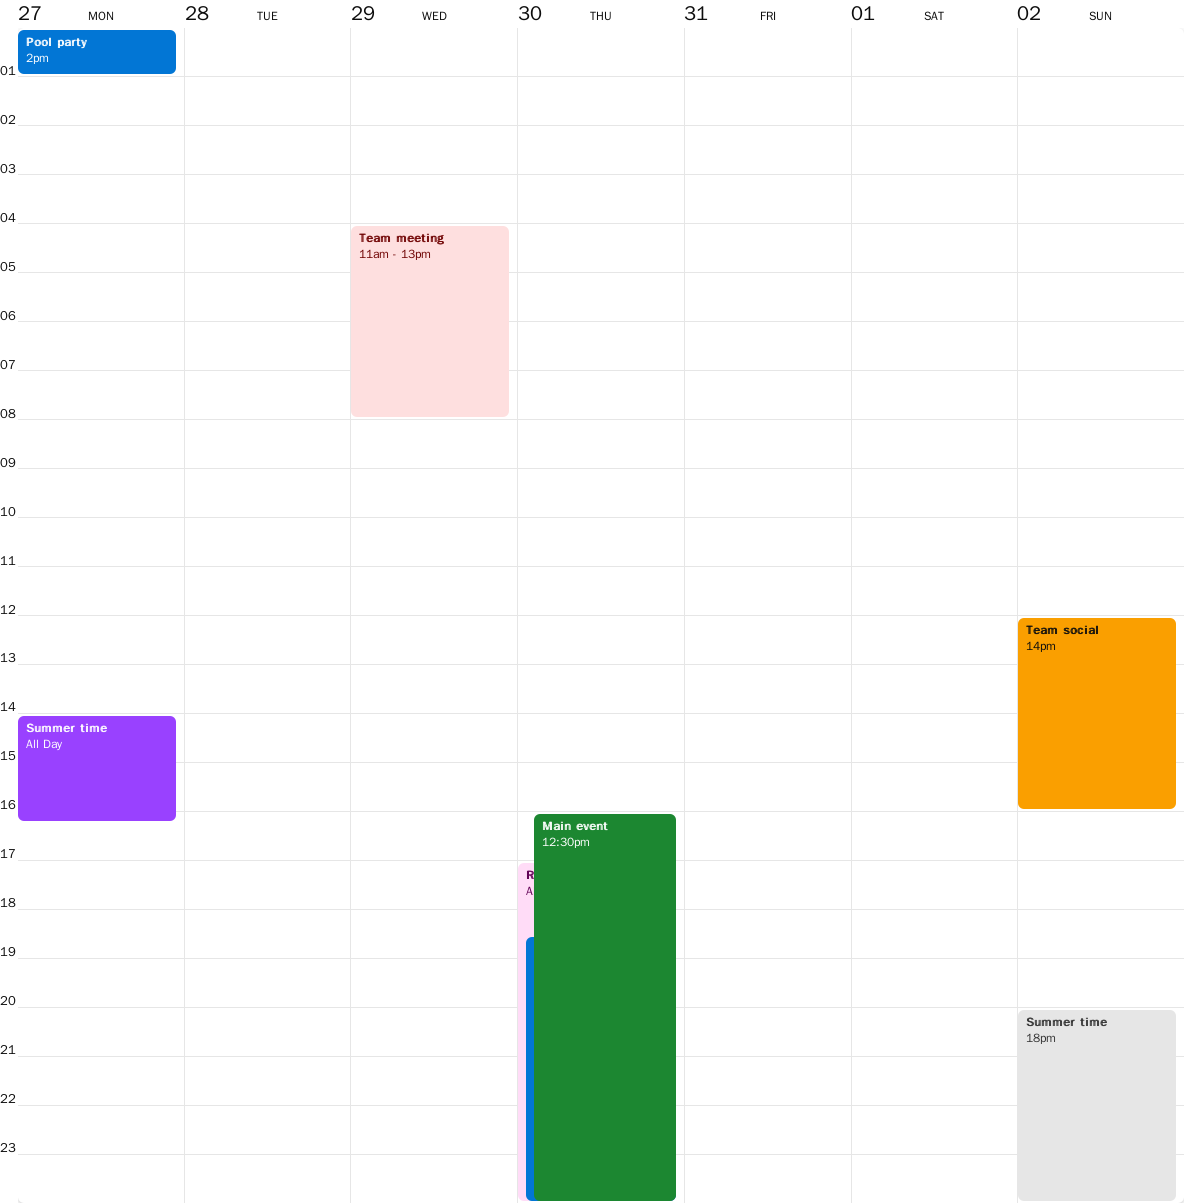 27 MON
28 TUE
29 WED
30 THU
31 FRI
01 SAT
02 SUN
Pool party
2pm
01
02
03
04
Team meeting
11am - 13pm
05
06
07
08
09
10
11
12
Team social
14pm
13
14
Summer time
All Day
15
16
Main event
12:30pm
17
R
A
18
19
20
Summer time
18pm
21
22
23